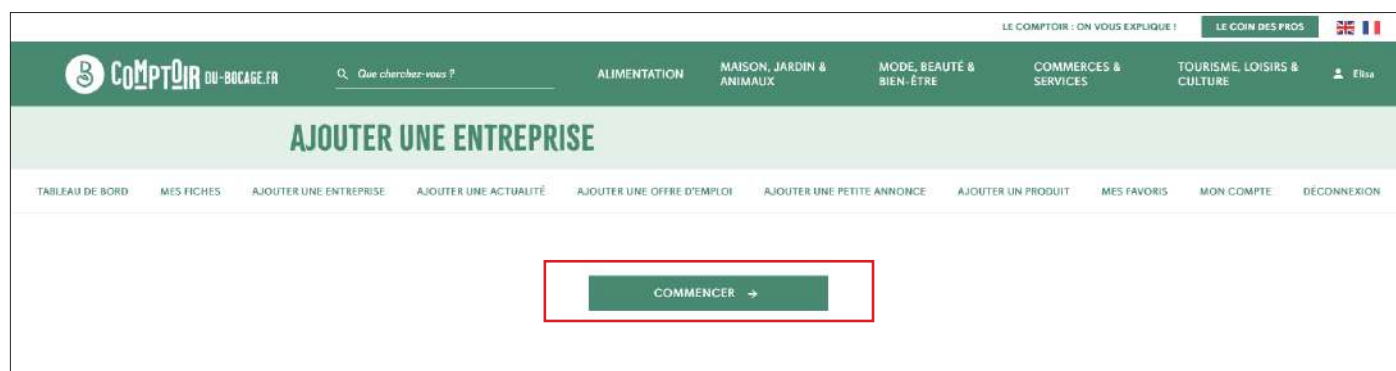 LE COMPTOIR : ON VOUS EXPLIQUE !
LE COIN DES PROS
COMPTOIR DU-BOCAGE.FR
Que cherchez-vous ?
ALIMENTATION
MAISON, JARDIN &
ANIMAUX
MODE, BEAUTÉ &
BIEN-ÊTRE
COMMERCES &
SERVICES
TOURISME, LOISIRS &
CULTURE
Elisa
AJOUTER UNE ENTREPRISE
TABLEAU DE BORD
MES FICHES
AJOUTER UNE ENTREPRISE
AJOUTER UNE ACTUALITÉ
AJOUTER UNE OFFRE D'EMPLOI
AJOUTER UNE PETITE ANNONCE
AJOUTER UN PRODUIT
MES FAVORIS
MON COMPTE
DÉCONNEXION
COMMENCER →